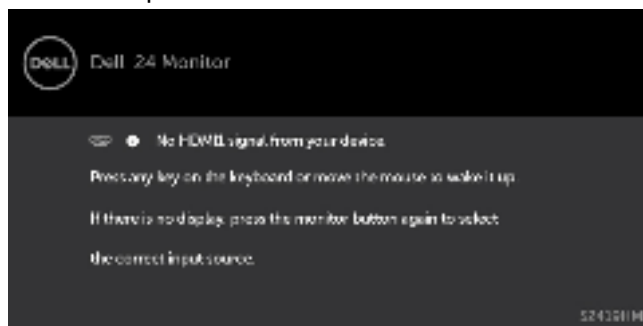 DELL
Dell 24 Monitor
No HDMI1 signal from your device.
Press any key on the keyboard or move the mouse to wake it up.
If there is no display, press the monitor button again to select
the correct input source.